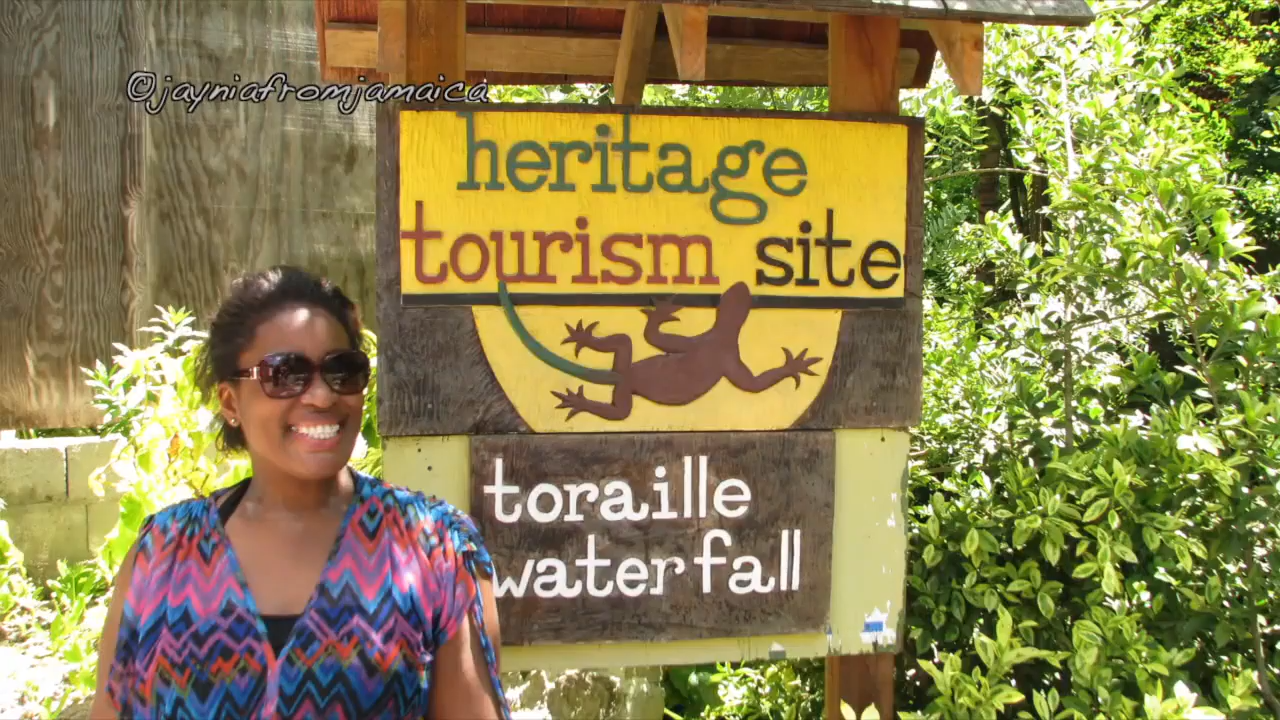 ©jayniafromjamaica
heritage
tourism site
toraille
waterfall